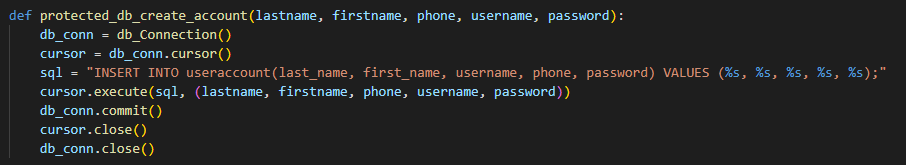 def protected_db_create_account(lastname, firstname, phone, username, password):
    db_conn = db_Connection()
    cursor = db_conn.cursor()
    sql = "INSERT INTO useraccount(last_name, first_name, username, phone, password) VALUES (%s, %s, %s, %s, %s);"
    cursor.execute(sql, (lastname, firstname, phone, username, password))
    db_conn.commit()
    cursor.close()
    db_conn.close()